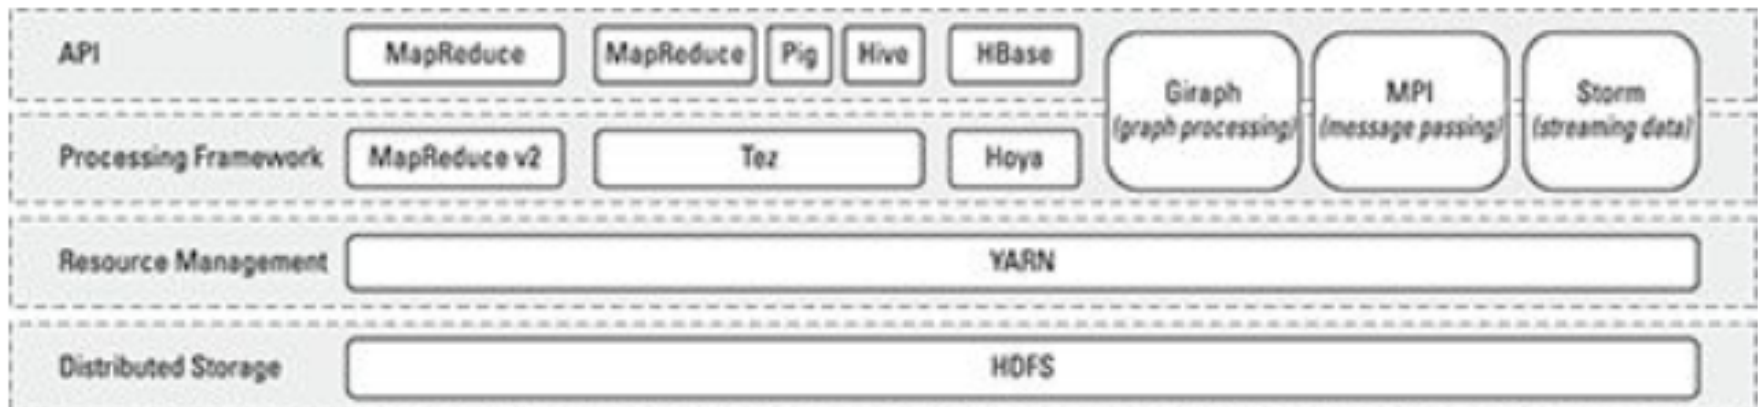 API
MapReduce
MapReduce
Pig
Hive
HBase
Giraph
(graph processing)
MPI
(message passing)
Storm
(streaming data)
Processing Framework
MapReduce v2
Tez
Hoya
Resource Management
YARN
Distributed Storage
HDFS